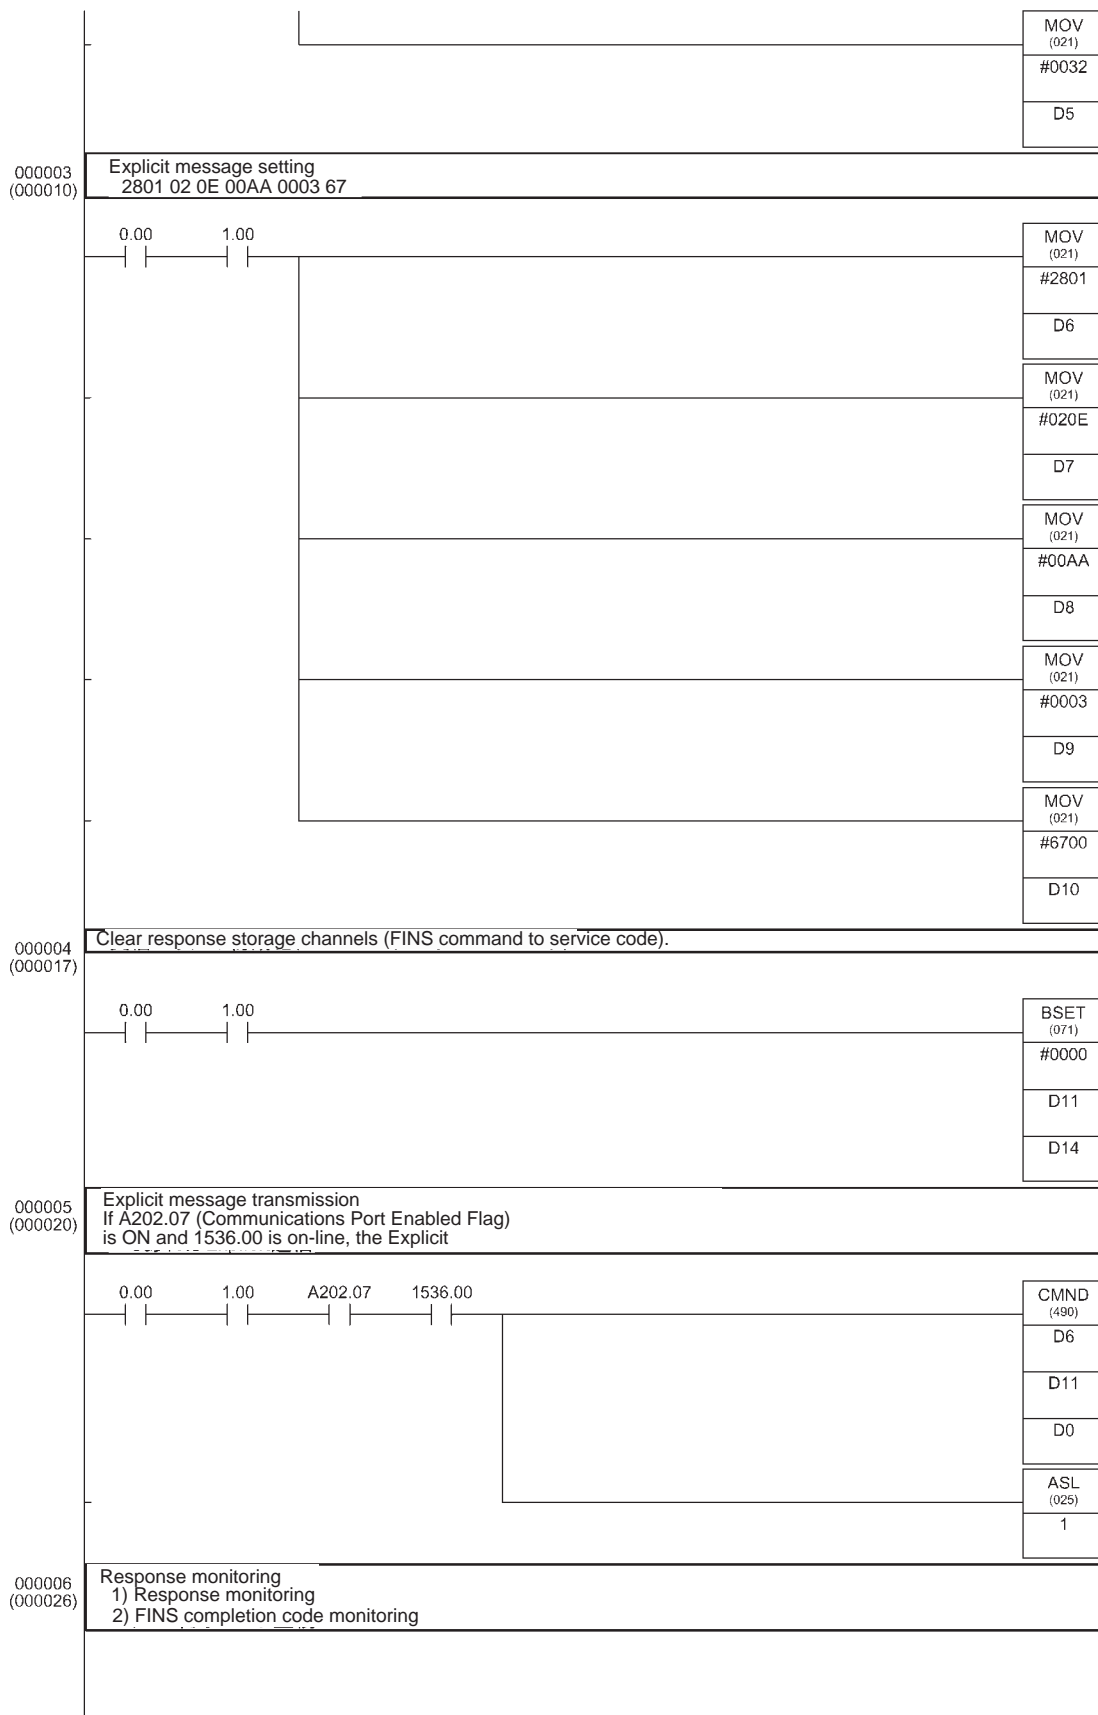 MOV
(021)
#0032
D5
000003
(000010)
Explicit message setting
2801 02 0E 00AA 0003 67
0.00 1.00
MOV
(021)
#2801
D6
MOV
(021)
#020E
D7
MOV
(021)
#00AA
D8
MOV
(021)
#0003
D9
MOV
(021)
#6700
D10
000004
(000017)
Clear response storage channels (FINS command to service code).
0.00 1.00
BSET
(071)
#0000
D11
D14
000005
(000020)
Explicit message transmission
If A202.07 (Communications Port Enabled Flag)
is ON and 1536.00 is on-line, the Explicit
0.00 1.00 A202.07 1536.00
CMND
(490)
D6
D11
D0
ASL
(025)
1
000006
(000026)
Response monitoring
1) Response monitoring
2) FINS completion code monitoring